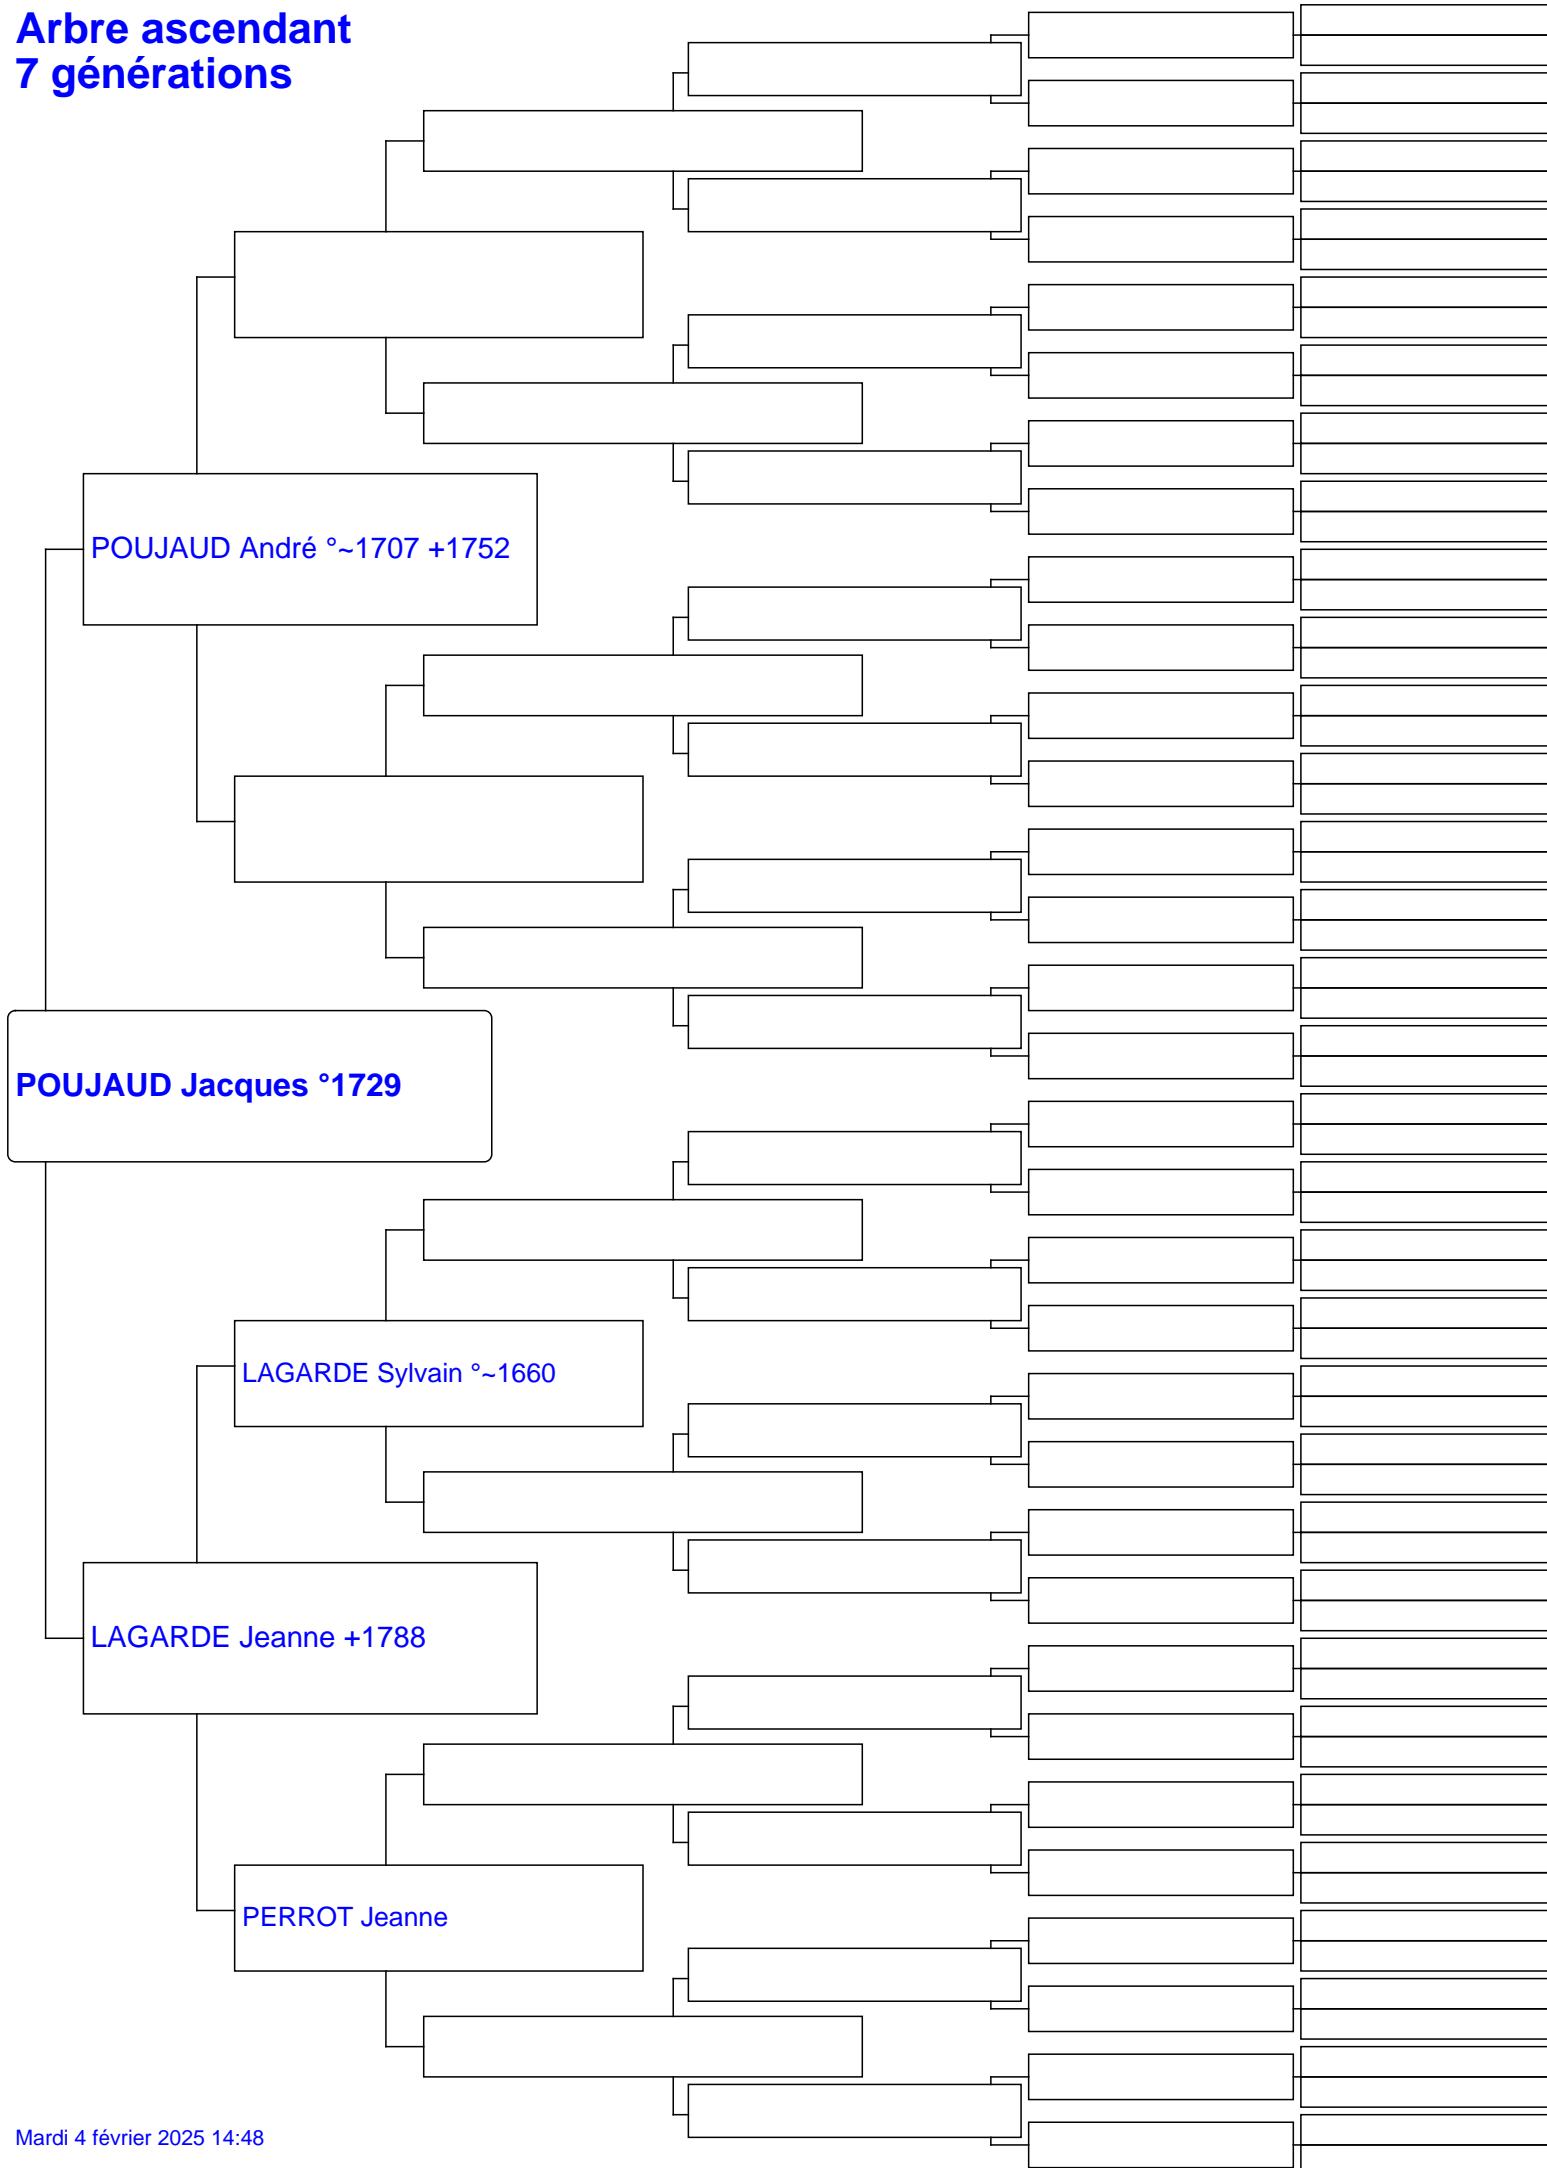 Arbre ascendant
7 générations
POUJAUD André °~1707 +1752
POUJAUD Jacques °1729
LAGARDE Sylvain °~1660
LAGARDE Jeanne +1788
PERROT Jeanne
Mardi 4 février 2025 14:48